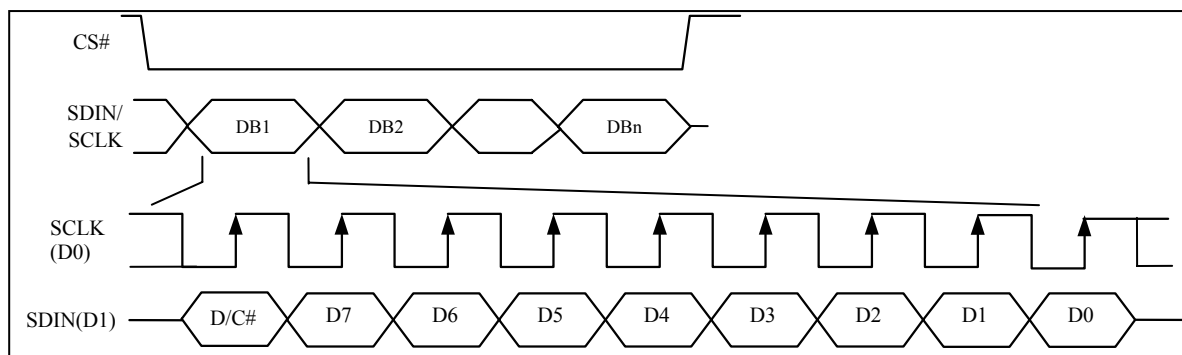 CS#
SDIN/
SCLK
DB1 DB2 DBn
SCLK
(D0)
SDIN(D1) D/C# D7 D6 D5 D4 D3 D2 D1 D0